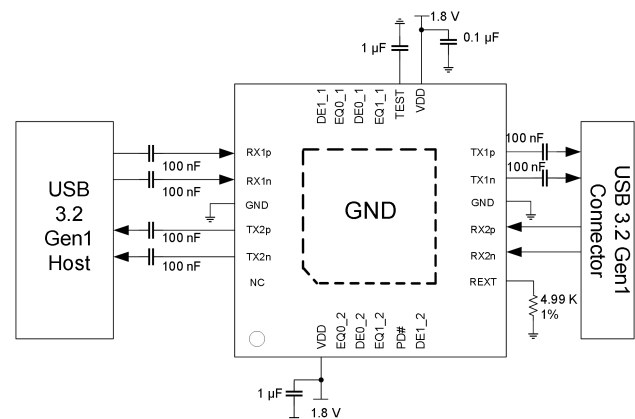 1.8 V
1 µF
0.1 µF
DE1_1
EQ0_1
DE0_1
EQ1_1
TEST
VDD
USB
3.2
Gen1
Host
100 nF
100 nF
100 nF
100 nF
RX1p
RX1n
GND
TX2p
TX2n
NC
GND
TX1p
TX1n
GND
RX2p
RX2n
REXT
100 nF
100 nF
USB 3.2 Gen1
Connector
4.99 K
1%
VDD
EQ0_2
DE0_2
EQ1_2
PD#
DE1_2
1 µF
1.8 V